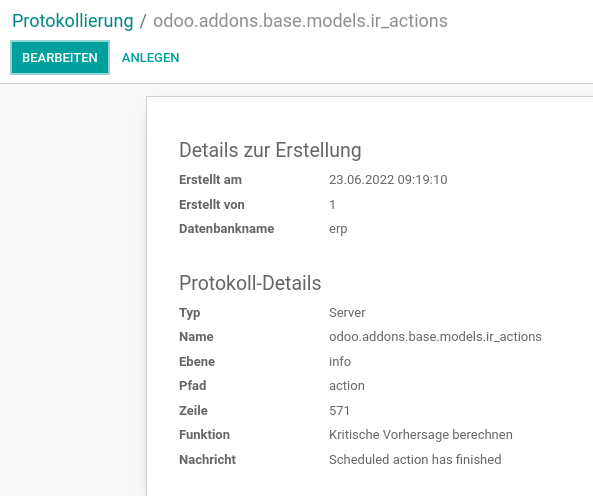 Protokollierung / odoo.addons.base.models.ir_actions
BEARBEITEN ANLEGEN
Details zur Erstellung
Erstellt am 23.06.2022 09:19:10
Erstellt von 1
Datenbankname erp
Protokoll-Details
Typ Server
Name odoo.addons.base.models.ir_actions
Ebene info
Pfad action
Zeile 571
Funktion Kritische Vorhersage berechnen
Nachricht Scheduled action has finished